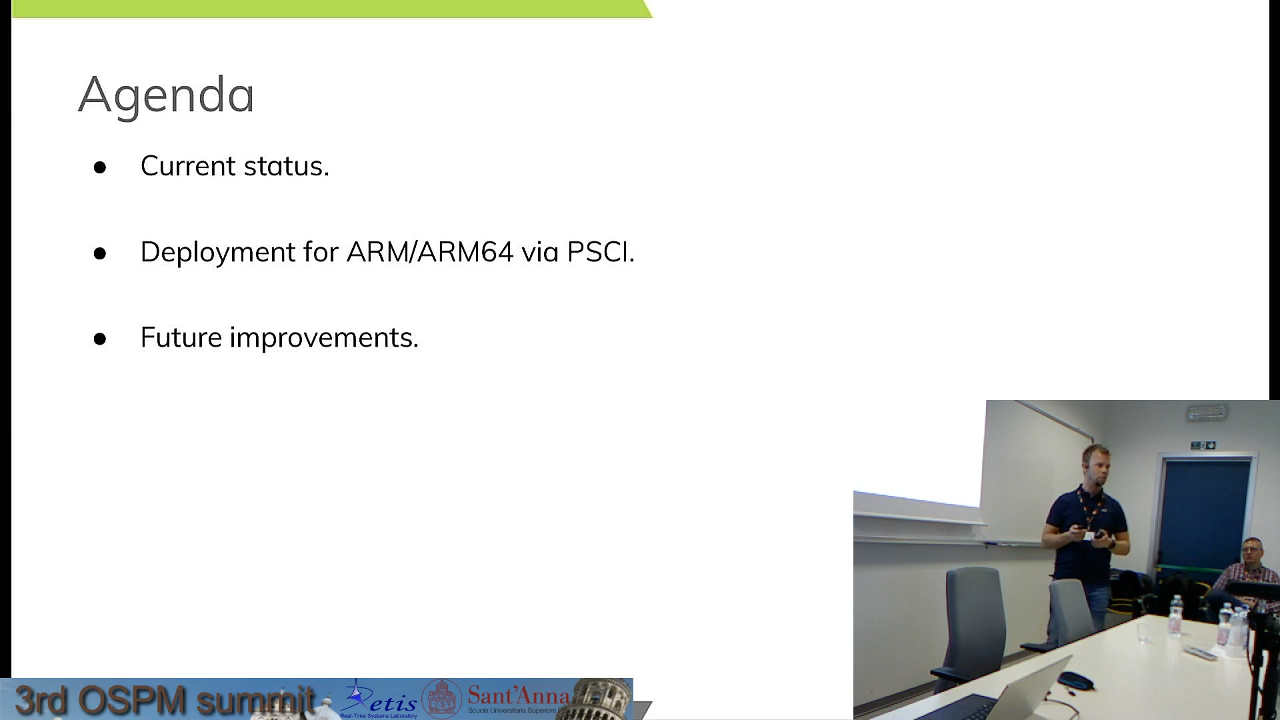 Agenda
● Current status.
● Deployment for ARM/ARM64 via PSCI.
● Future improvements.
3rd OSPM summit
Retis
Real-Time Systems Laboratory
Sant'Anna
Scuola Universitaria Superiore